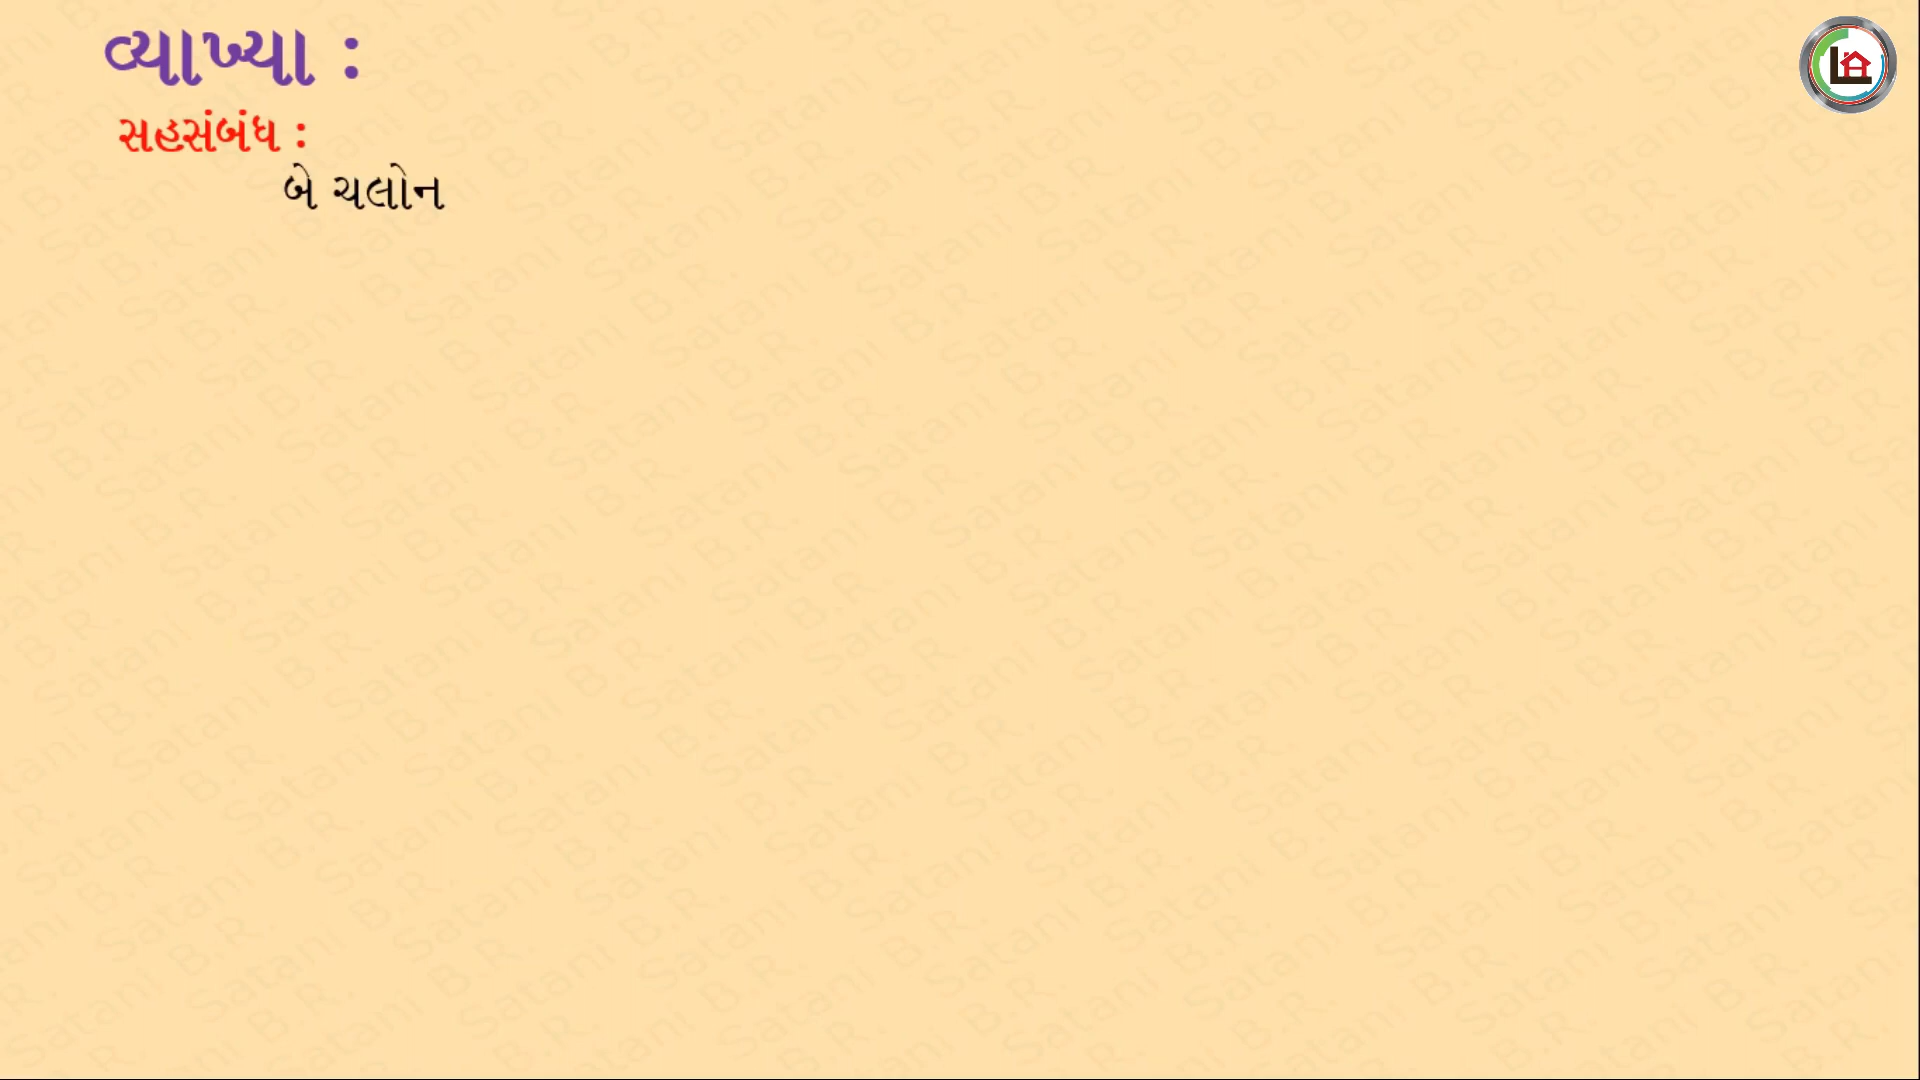 વ્યાખ્યા :
સહસંબંધ :
બે ચલોન